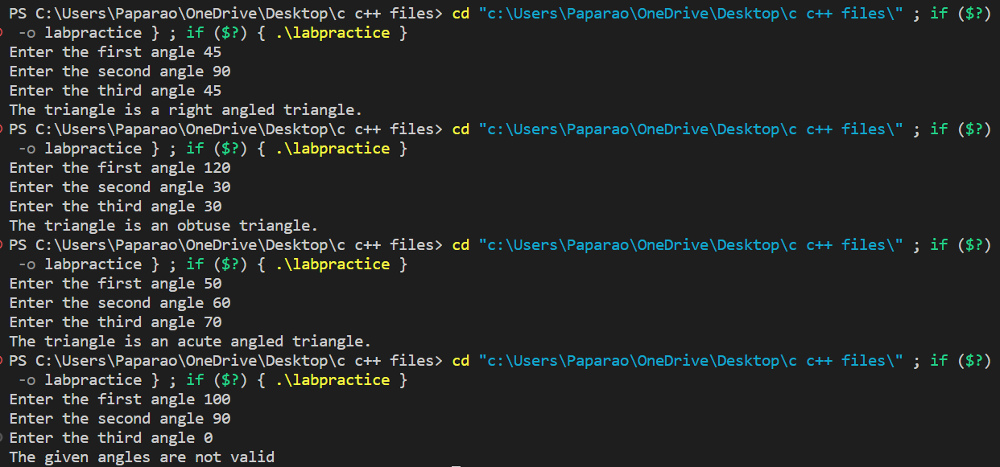 PS C:\Users\Paparao\OneDrive\Desktop\c c++ files> cd "c:\Users\Paparao\OneDrive\Desktop\c c++ files\" ; if ($?)
-o labpractice } ; if ($?) { .\labpractice }
Enter the first angle 45
Enter the second angle 90
Enter the third angle 45
The triangle is a right angled triangle.
PS C:\Users\Paparao\OneDrive\Desktop\c c++ files> cd "c:\Users\Paparao\OneDrive\Desktop\c c++ files\" ; if ($?)
-o labpractice } ; if ($?) { .\labpractice }
Enter the first angle 120
Enter the second angle 30
Enter the third angle 30
The triangle is an obtuse triangle.
PS C:\Users\Paparao\OneDrive\Desktop\c c++ files> cd "c:\Users\Paparao\OneDrive\Desktop\c c++ files\" ; if ($?)
-o labpractice } ; if ($?) { .\labpractice }
Enter the first angle 50
Enter the second angle 60
Enter the third angle 70
The triangle is an acute angled triangle.
PS C:\Users\Paparao\OneDrive\Desktop\c c++ files> cd "c:\Users\Paparao\OneDrive\Desktop\c c++ files\" ; if ($?)
-o labpractice } ; if ($?) { .\labpractice }
Enter the first angle 100
Enter the second angle 90
Enter the third angle 0
The given angles are not valid